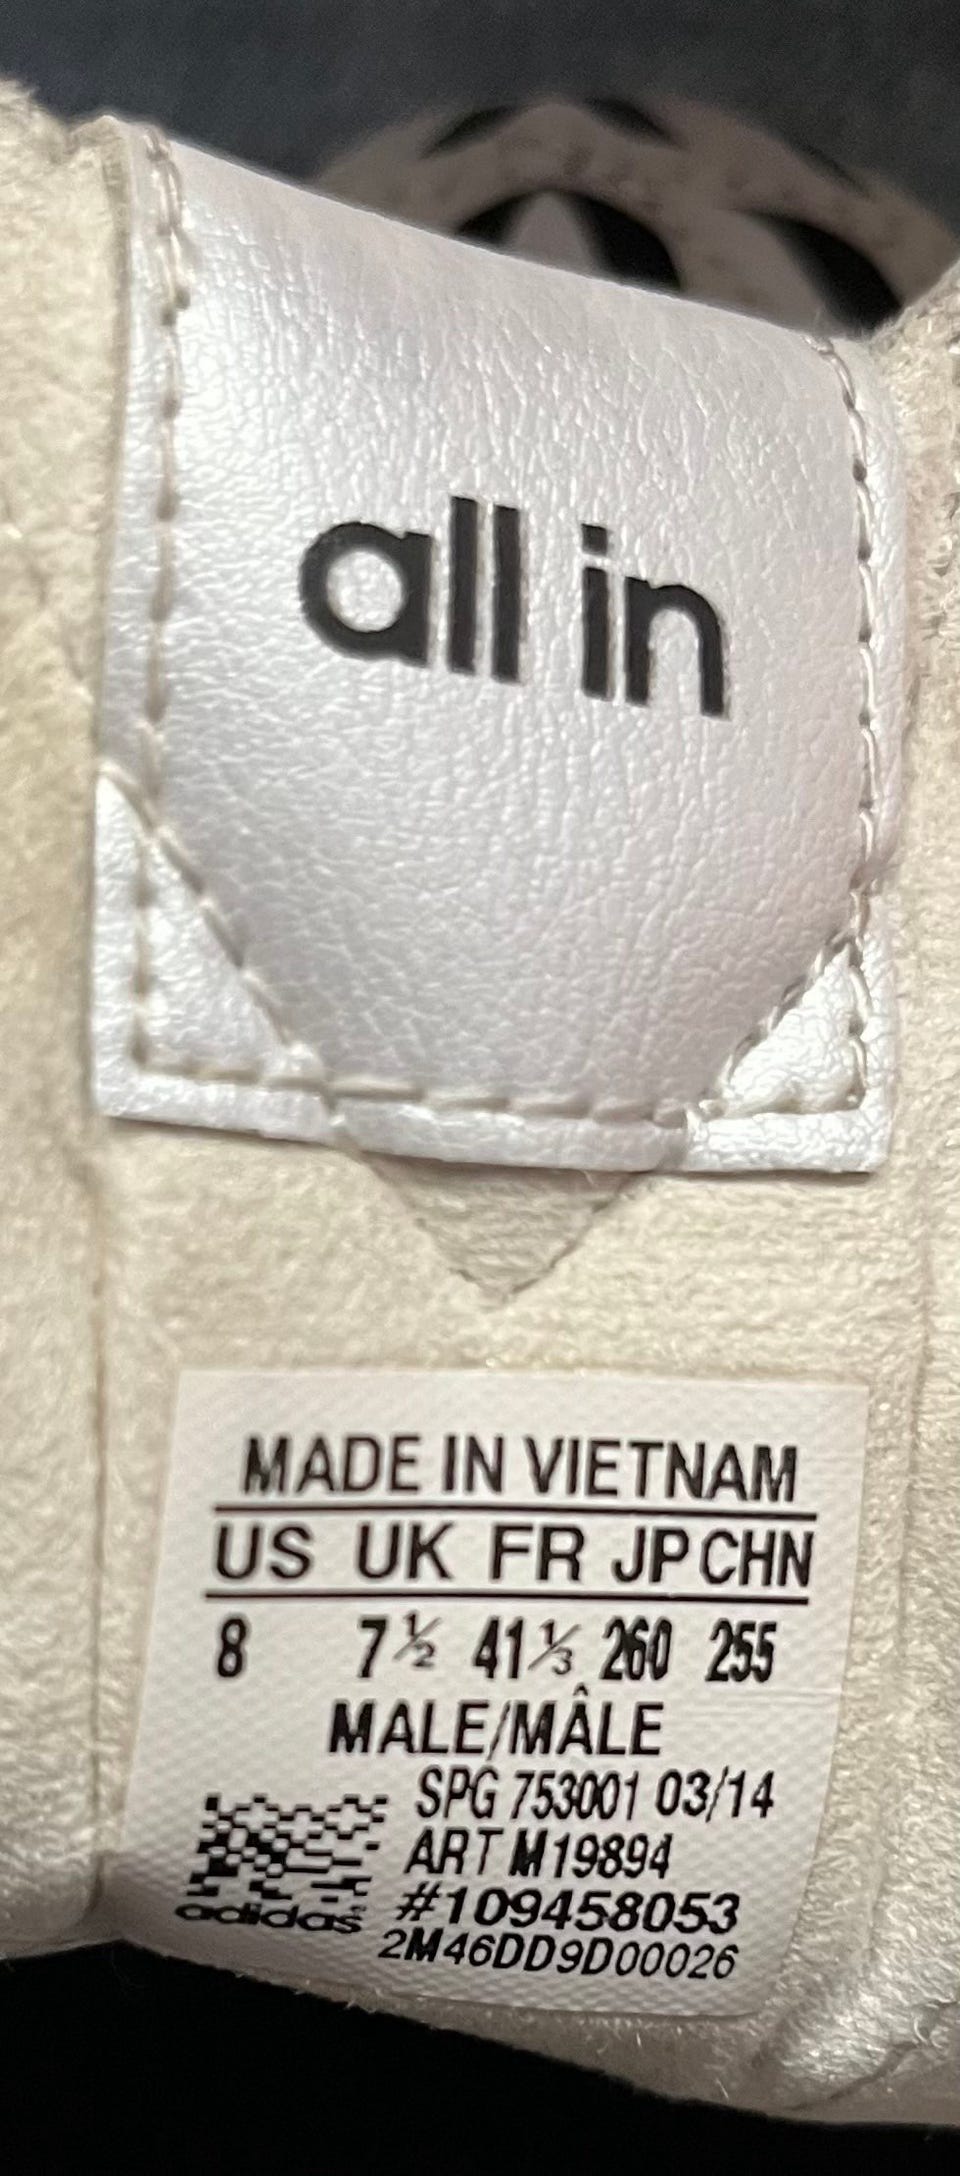 all in
MADE IN VIETNAM
US UK FR JP CHN
8 7½ 41⅓ 260 255
MALE/MÂLE
SPG 753001 03/14
ART M19894
#109458053
adidas
2M46DD9D00026